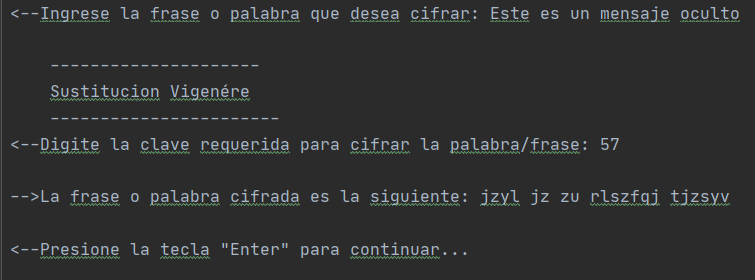 <--Ingrese la frase o palabra que desea cifrar: Este es un mensaje oculto
---------------------
Sustitucion Vigenére
-----------------------
<--Digite la clave requerida para cifrar la palabra/frase: 57
-->La frase o palabra cifrada es la siguiente: jzyl jz zu rlszfqj tjzsyv
<--Presione la tecla "Enter" para continuar...